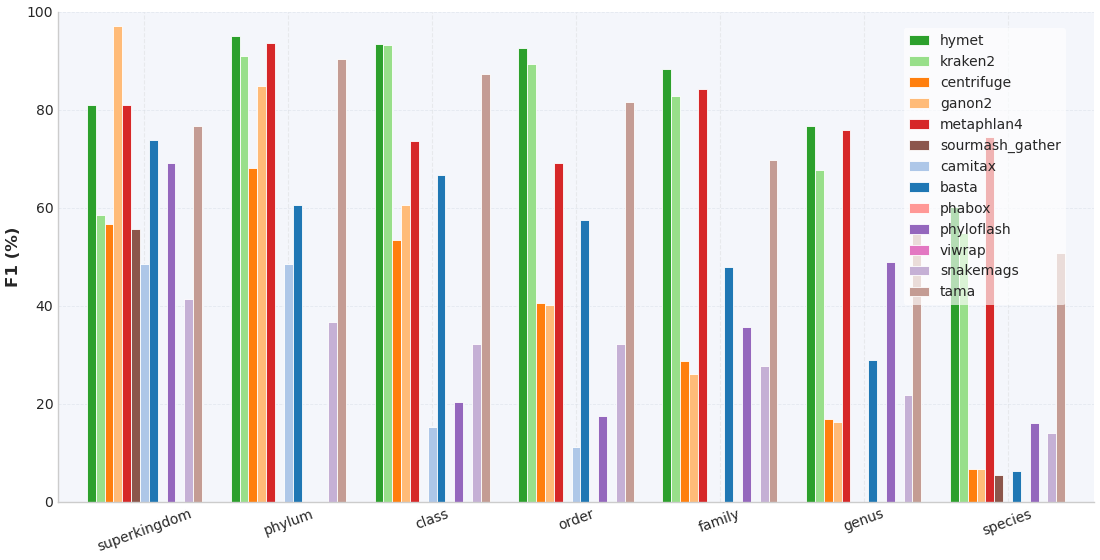 100
80
60
40
20
0
F1 (%)
superkingdom
phylum
class
order
family
genus
species
hymet
kraken2
centrifuge
ganon2
metaphlan4
sourmash_gather
camitax
basta
phabox
phyloflash
viwrap
snakemags
tama